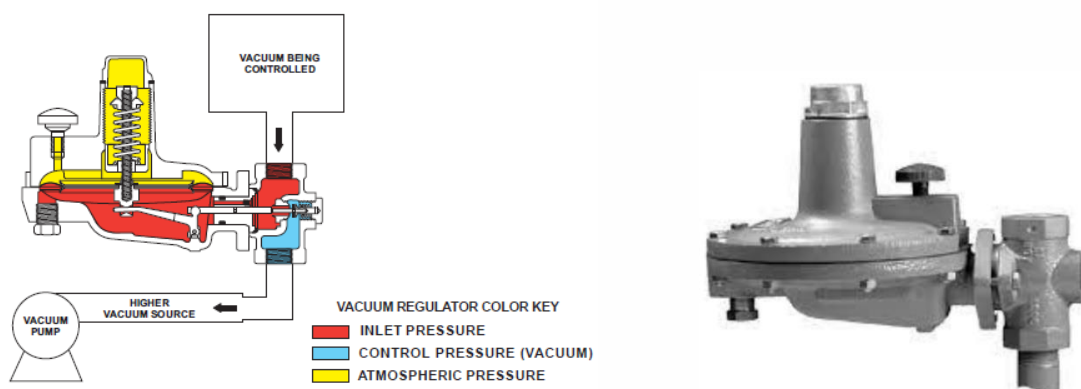 VACUUM BEING
CONTROLLED
HIGHER
VACUUM SOURCE
VACUUM
PUMP
VACUUM REGULATOR COLOR KEY
INLET PRESSURE
CONTROL PRESSURE (VACUUM)
ATMOSPHERIC PRESSURE